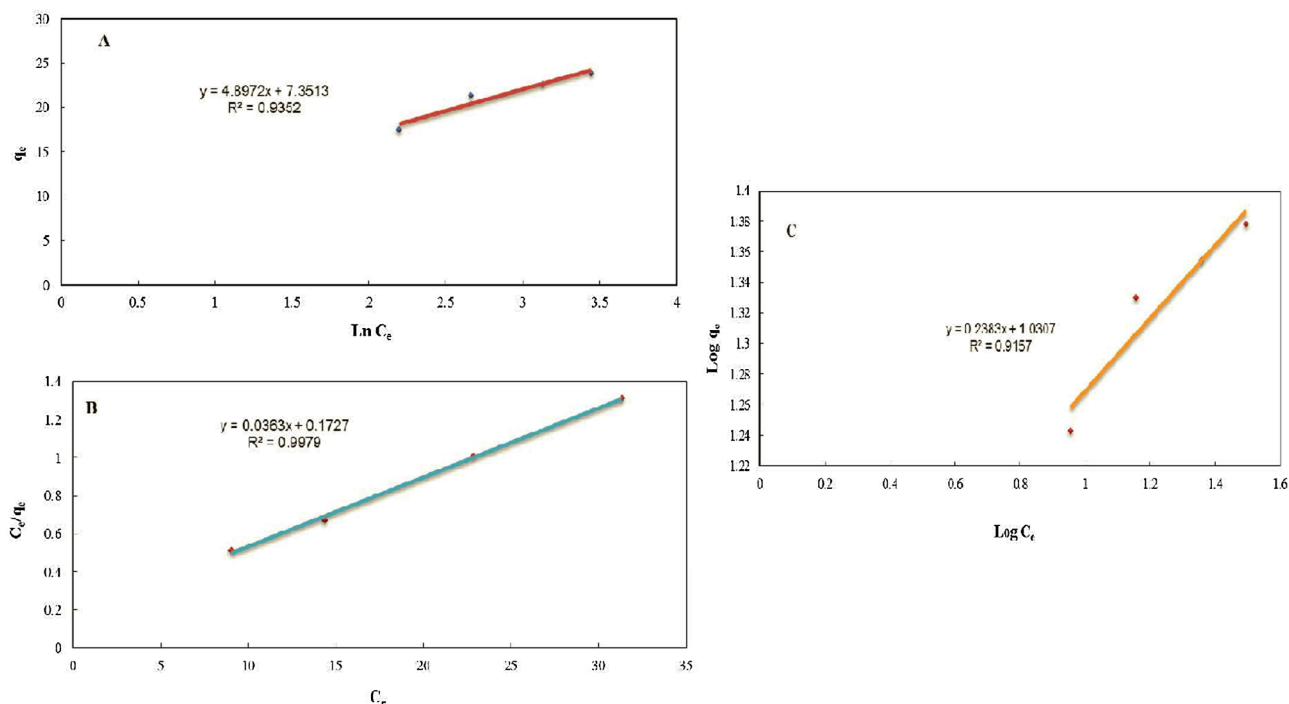 A
30
25
20
15
10
5
0
qe
y = 4.8972x + 7.3513
R² = 0.9352
0 0.5 1 1.5 2 2.5 3 3.5 4
Ln Ce
B
1.4
1.2
1
0.8
0.6
0.4
0.2
0
Ce/qe
y = 0.0363x + 0.1727
R² = 0.9979
0 5 10 15 20 25 30 35
Ce
C
1.4
1.38
1.36
1.34
1.32
1.3
1.28
1.26
1.24
1.22
Log qe
y = 0.2383x + 1.0307
R² = 0.9157
0 0.2 0.4 0.6 0.8 1 1.2 1.4 1.6
Log Ce